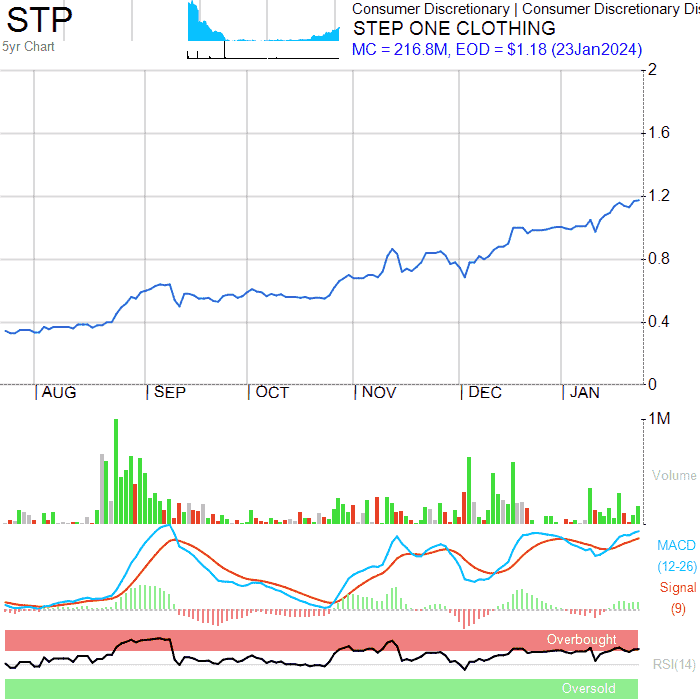 STP
5yr Chart
Consumer Discretionary | Consumer Discretionary Dis
STEP ONE CLOTHING
MC = 216.8M, EOD = $1.18 (23Jan2024)
2
1.6
1.2
0.8
0.4
0
AUG SEP OCT NOV DEC JAN
1M
Volume
MACD
(12-26)
Signal
(9)
Overbought
RSI(14)
Oversold